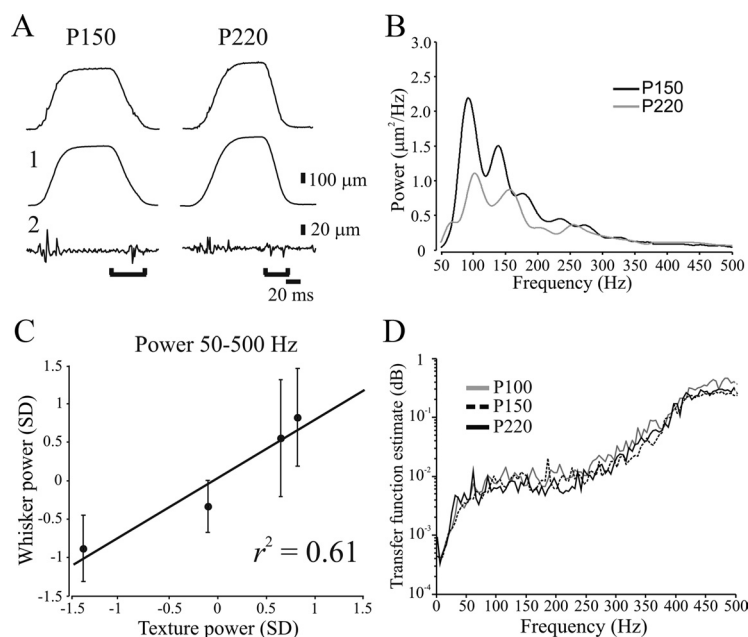 A
P150
P220
1
100 μm
2
20 μm
20 ms
B
3.0
2.5
2.0
1.5
1.0
0.5
0
Power (μm²/Hz)
P150
P220
50 100 150 200 250 300 350 400 450 500
Frequency (Hz)
C
Power 50-500 Hz
1.5
1
0.5
0
-0.5
-1
-1.5
Whisker power (SD)
r² = 0.61
-1.5 -1 -0.5 0 0.5 1 1.5
Texture power (SD)
D
1
10⁻¹
10⁻²
10⁻³
10⁻⁴
Transfer function estimate (dB)
P100
P150
P220
0 50 100 150 200 250 300 350 400 450 500
Frequency (Hz)